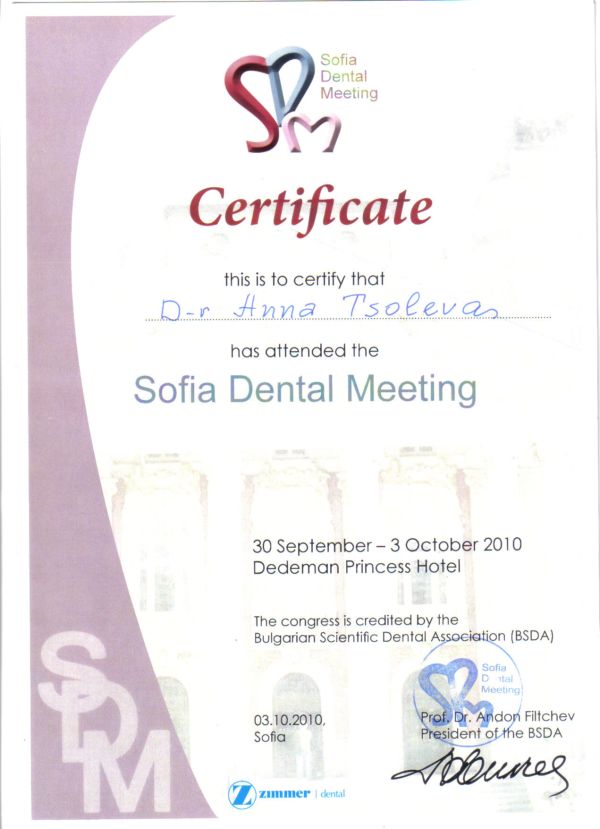 SDM
Sofia
Dental
Meeting
Certificate
this is to certify that
D-r Anna Tsoleva
has attended the
Sofia Dental Meeting
30 September – 3 October 2010
Dedeman Princess Hotel
The congress is credited by the
Bulgarian Scientific Dental Association (BSDA)
Sofia
Dental
Meeting
SDM
03.10.2010,
Sofia
Prof. Dr. Andon Filtchev
President of the BSDA
SDM
Z zimmer | dental